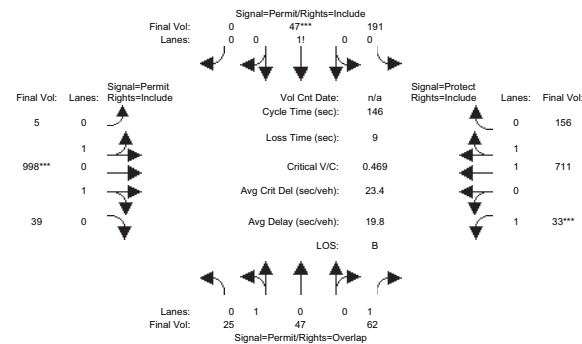 Signal=Permit/Rights=Include
Final Vol: 0 47*** 191
Lanes: 0 0 1! 0 0
Signal=Permit
Final Vol: Lanes: Rights=Include
Vol Cnt Date: n/a
Signal=Protect
Rights=Include Lanes: Final Vol:
Cycle Time (sec): 146
5 0
0 156
Loss Time (sec): 9
1
1
998*** 0
Critical V/C: 0.469
1 711
1
Avg Crit Del (sec/veh): 23.4
0
39 0
Avg Delay (sec/veh): 19.8
1 33***
LOS: B
Lanes: 0 1 0 0 1
Final Vol: 25 47 62
Signal=Permit/Rights=Overlap